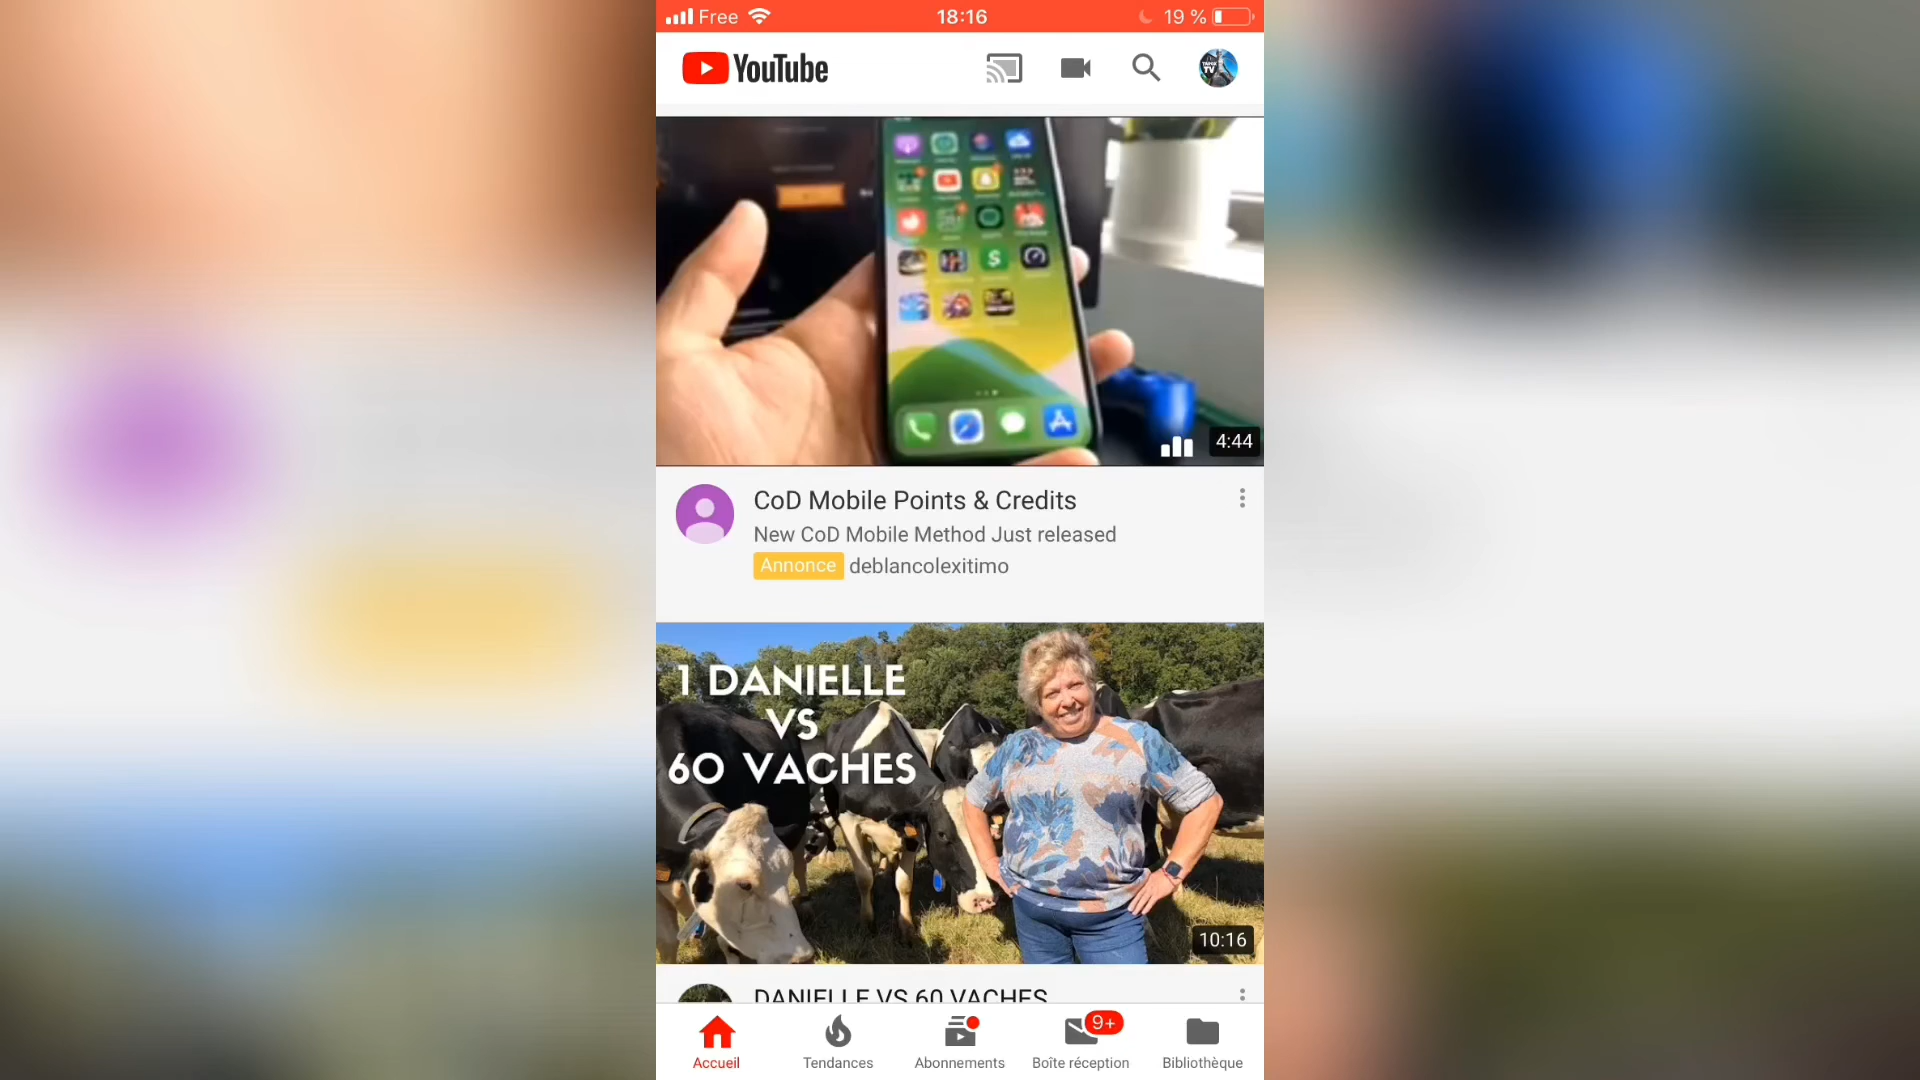 Free 18:16 19 %
YouTube
4:44
CoD Mobile Points & Credits
New CoD Mobile Method Just released
Annonce deblancolexitimo
1 DANIELLE
VS
60 VACHES
10:16
DANIELLE VS 60 VACHES
9+
Accueil Tendances Abonnements Boîte réception Bibliothèque